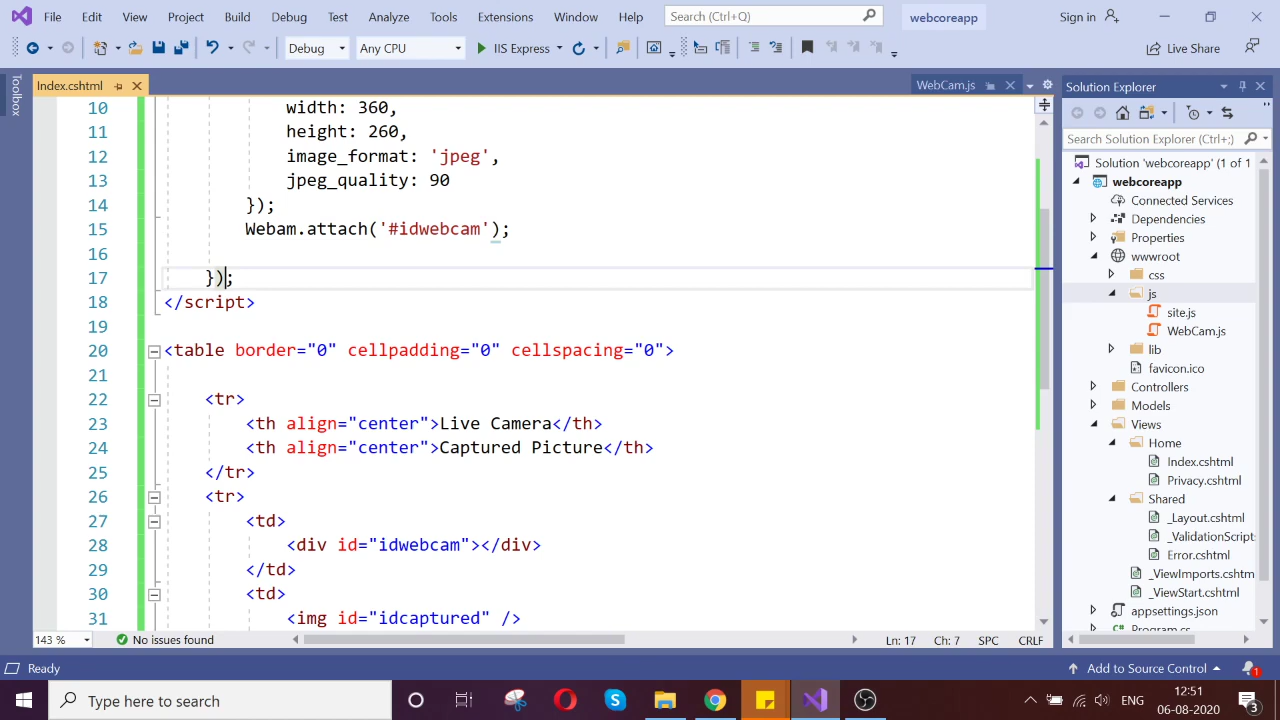 File Edit View Project Build Debug Test Analyze Tools Extensions Window Help Search (Ctrl+Q) webcoreapp Sign in
Debug Any CPU IIS Express Live Share
Toolbox
Index.cshtml WebCam.js
10 width: 360,
11 height: 260,
12 image_format: 'jpeg',
13 jpeg_quality: 90
14 });
15 Webam.attach('#idwebcam');
16
17 });
18 </script>
19
20 <table border="0" cellpadding="0" cellspacing="0">
21
22 <tr>
23 <th align="center">Live Camera</th>
24 <th align="center">Captured Picture</th>
25 </tr>
26 <tr>
27 <td>
28 <div id="idwebcam"></div>
29 </td>
30 <td>
31 <img id="idcaptured" />
143 % No issues found Ln: 17 Ch: 7 SPC CRLF
Solution Explorer
Search Solution Explorer (Ctrl+;)
Solution 'webcoreapp' (1 of 1
webcoreapp
Connected Services
Dependencies
Properties
wwwroot
css
js
site.js
WebCam.js
lib
favicon.ico
Controllers
Models
Views
Home
Index.cshtml
Privacy.cshtml
Shared
_Layout.cshtml
_ValidationScript
Error.cshtml
_ViewImports.cshtm
_ViewStart.cshtml
appsettings.json
Program.cs
Ready Add to Source Control 1
Type here to search ENG 12:51
06-08-2020 3